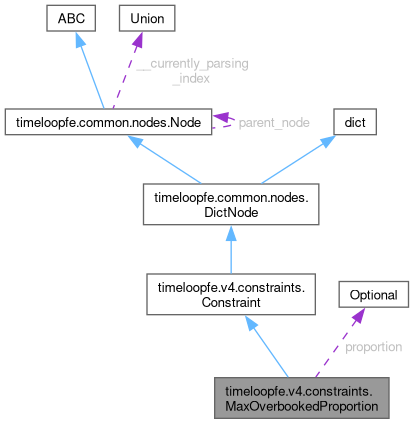 ABC
Union
__currently_parsing
_index
timeloopfe.common.nodes.Node
parent_node
dict
timeloopfe.common.nodes.
DictNode
timeloopfe.v4.constraints.
Constraint
Optional
proportion
timeloopfe.v4.constraints.
MaxOverbookedProportion